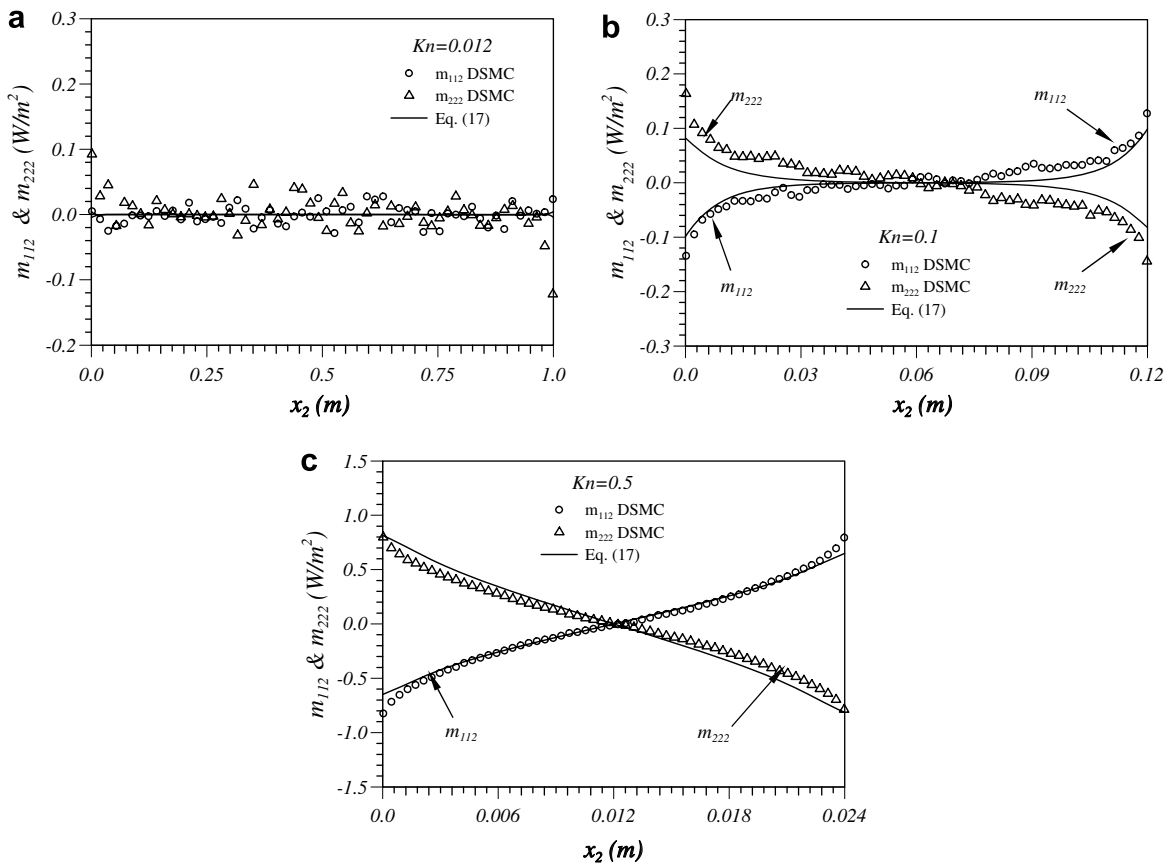 a
0.3
0.2
0.1
0.0
-0.1
-0.2
m112 & m222 (W/m2)
Kn=0.012
m112 DSMC
m222 DSMC
Eq. (17)
0.0 0.25 0.5 0.75 1.0
x2 (m)
b
0.3
0.2
0.1
0.0
-0.1
-0.2
-0.3
m112 & m222 (W/m2)
m222
m112
m112
m222
Kn=0.1
m112 DSMC
m222 DSMC
Eq. (17)
0.0 0.03 0.06 0.09 0.12
x2 (m)
c
1.5
1.0
0.5
0.0
-0.5
-1.0
-1.5
m112 & m222 (W/m2)
Kn=0.5
m112 DSMC
m222 DSMC
Eq. (17)
m112
m222
0.0 0.006 0.012 0.018 0.024
x2 (m)